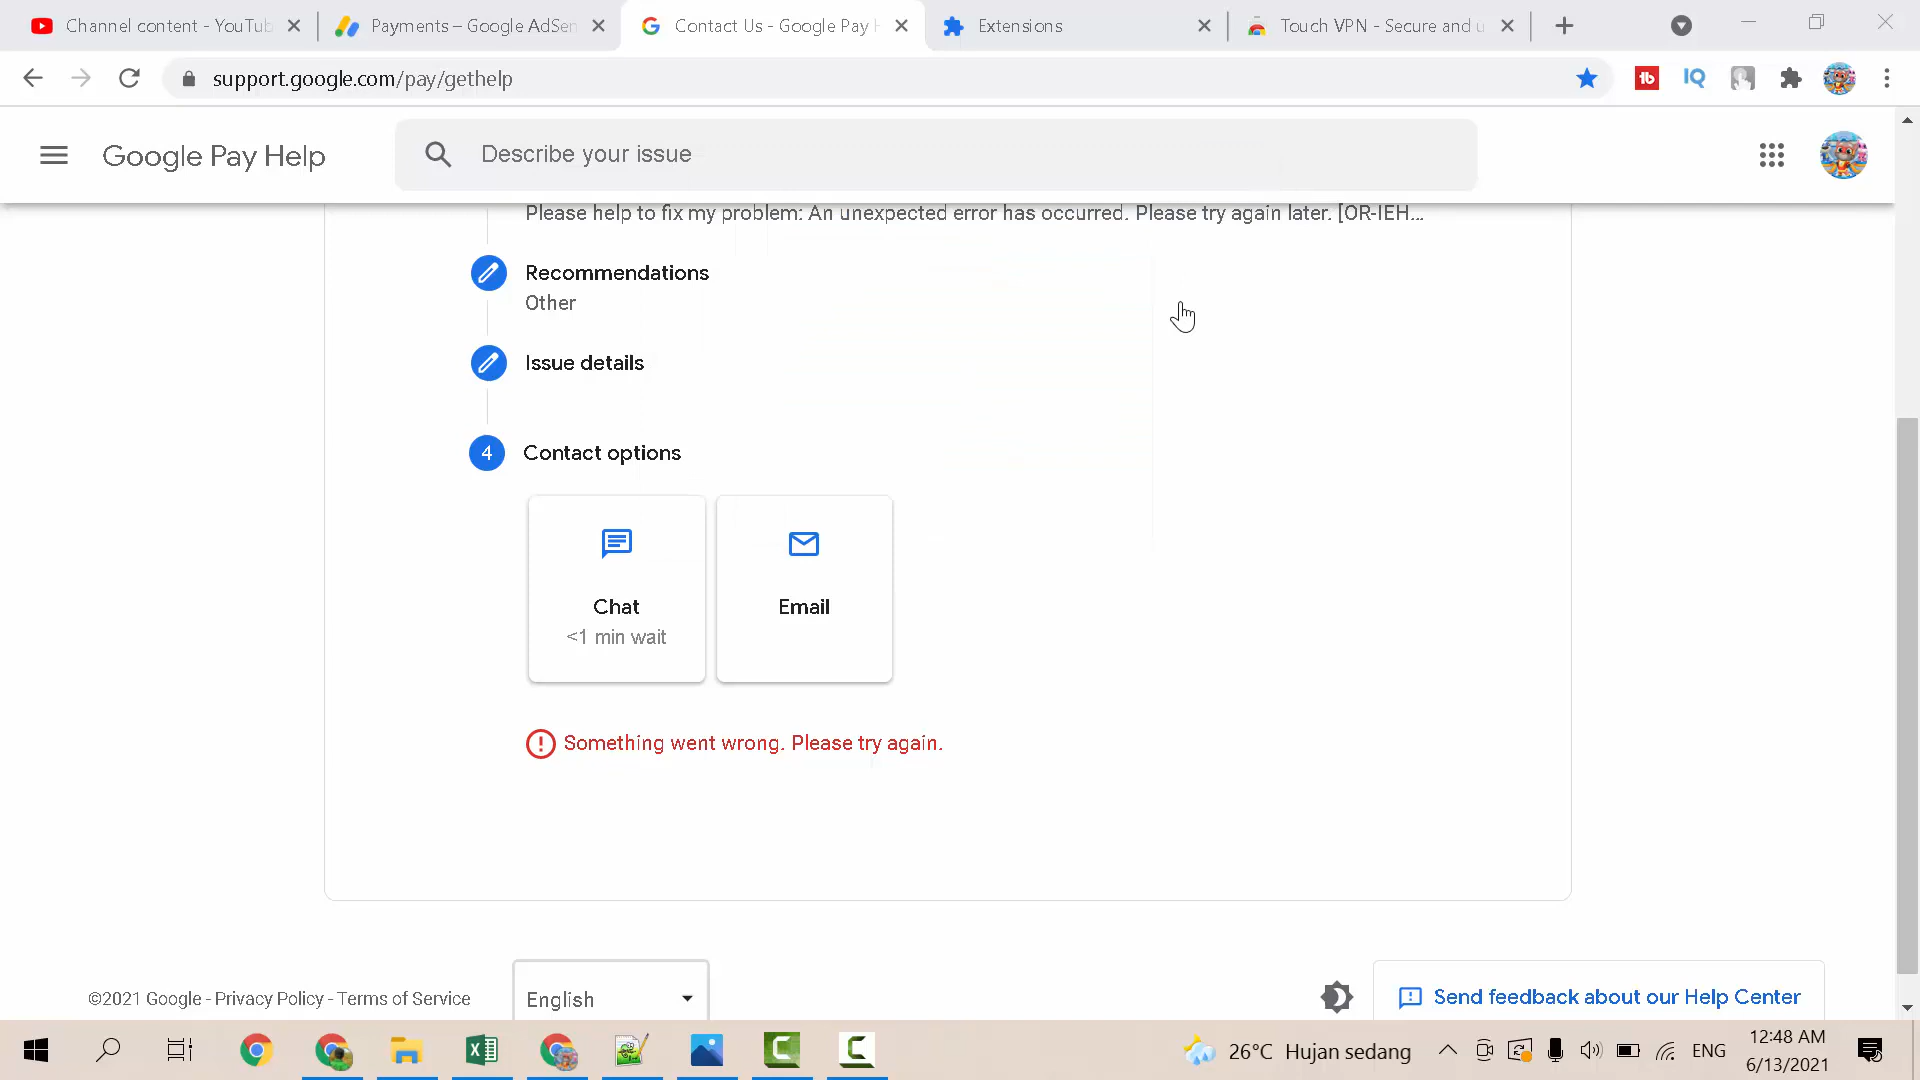 Channel content - YouTub
Payments – Google AdSen
Contact Us - Google Pay H
Extensions
Touch VPN - Secure and u
support.google.com/pay/gethelp
tb
IQ
Google Pay Help
Describe your issue
Please help to fix my problem: An unexpected error has occurred. Please try again later. [OR-IEH...
Recommendations
Other
Issue details
4 Contact options
Chat
<1 min wait
Email
Something went wrong. Please try again.
©2021 Google - Privacy Policy - Terms of Service
English
Send feedback about our Help Center
26°C Hujan sedang
ENG
12:48 AM
6/13/2021